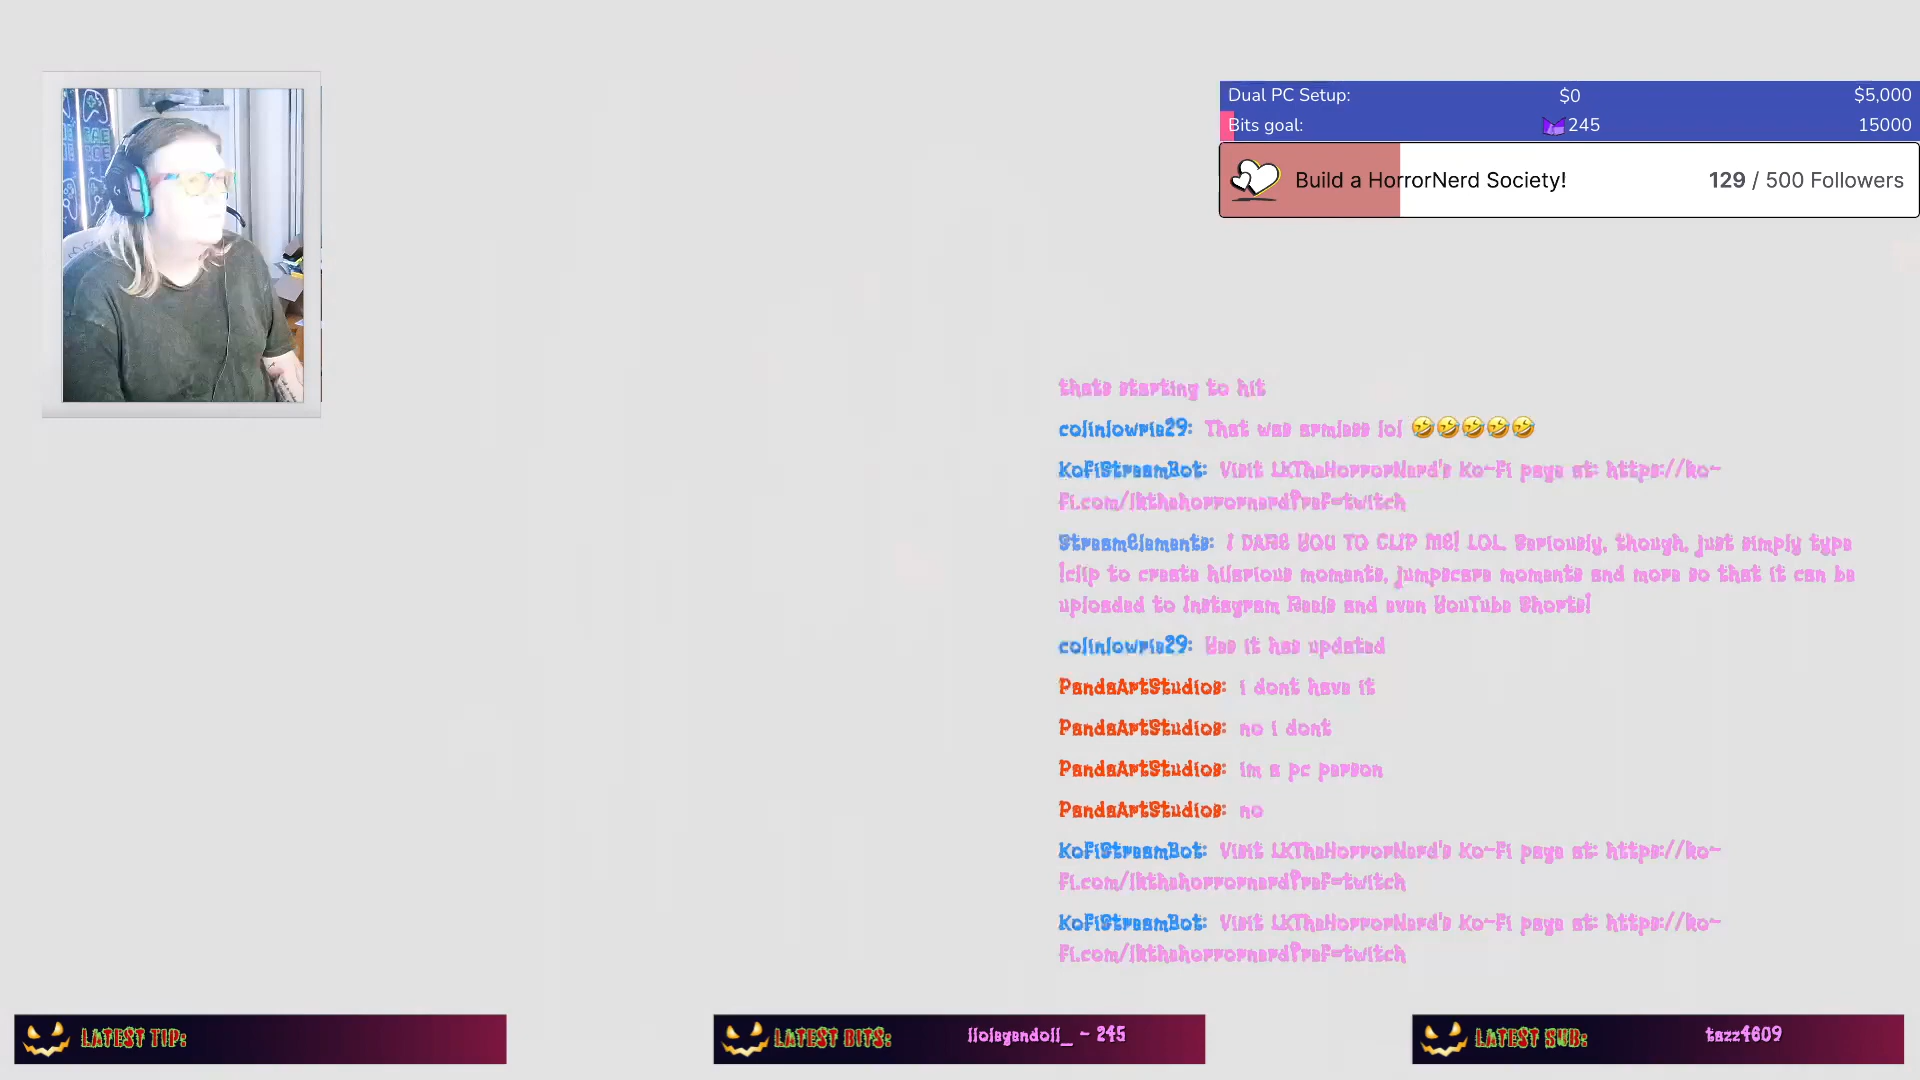 Dual PC Setup: $0 $5,000
Bits goal: 245 15000
Build a HorrorNerd Society! 129 / 500 Followers
thats starting to hit
colinlowrie29: That was armless lol 🤣🤣🤣🤣🤣
KoFiStreamBot: Visit LKTheHorrorNerd's Ko-Fi page at: https://ko-
fi.com/lkthehorrornerd?ref=twitch
StreamElements: I DARE YOU TO CLIP ME! LOL. Seriously, though, just simply type
!clip to create hilarious moments, jumpscare moments and more so that it can be
uploaded to Instagram Reels and even YouTube Shorts!
colinlowrie29: Yes it has updated
PandaArtStudios: i dont have it
PandaArtStudios: no i dont
PandaArtStudios: im a pc person
PandaArtStudios: no
KoFiStreamBot: Visit LKTheHorrorNerd's Ko-Fi page at: https://ko-
fi.com/lkthehorrornerd?ref=twitch
KoFiStreamBot: Visit LKTheHorrorNerd's Ko-Fi page at: https://ko-
fi.com/lkthehorrornerd?ref=twitch
LATEST TIP:
LATEST BITS: llolagandoll_ - 245
LATEST SUB: tazz4609